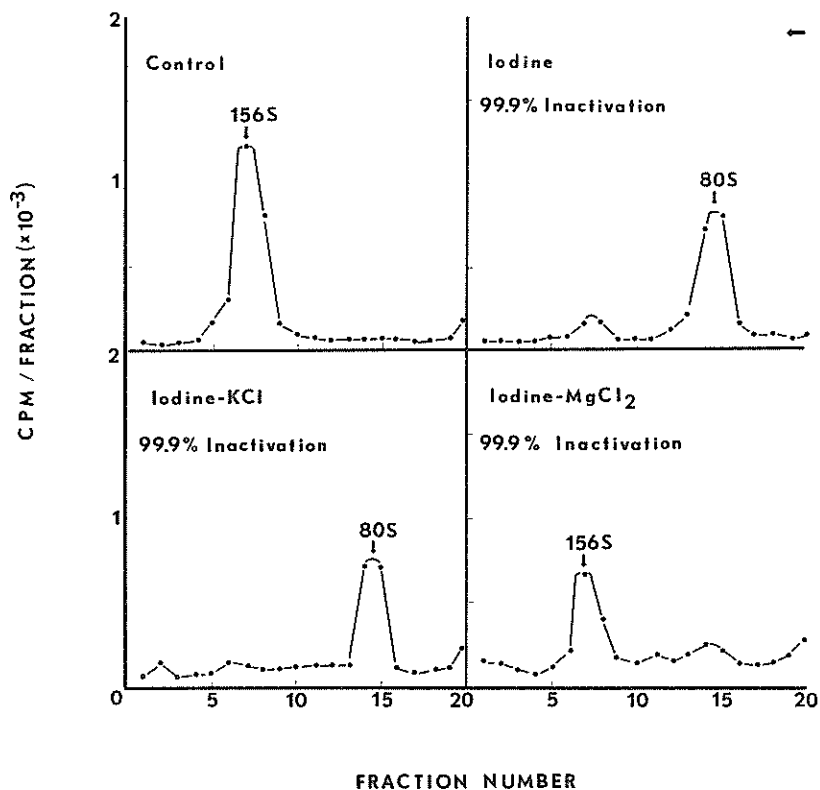 CPM / FRACTION (×10⁻³)
2
Control
156S
1
Iodine
99.9% Inactivation
80S
2
Iodine-KCl
99.9% Inactivation
1
80S
0
5
10
15
20
Iodine-MgCl₂
99.9% Inactivation
156S
5
10
15
20
FRACTION NUMBER